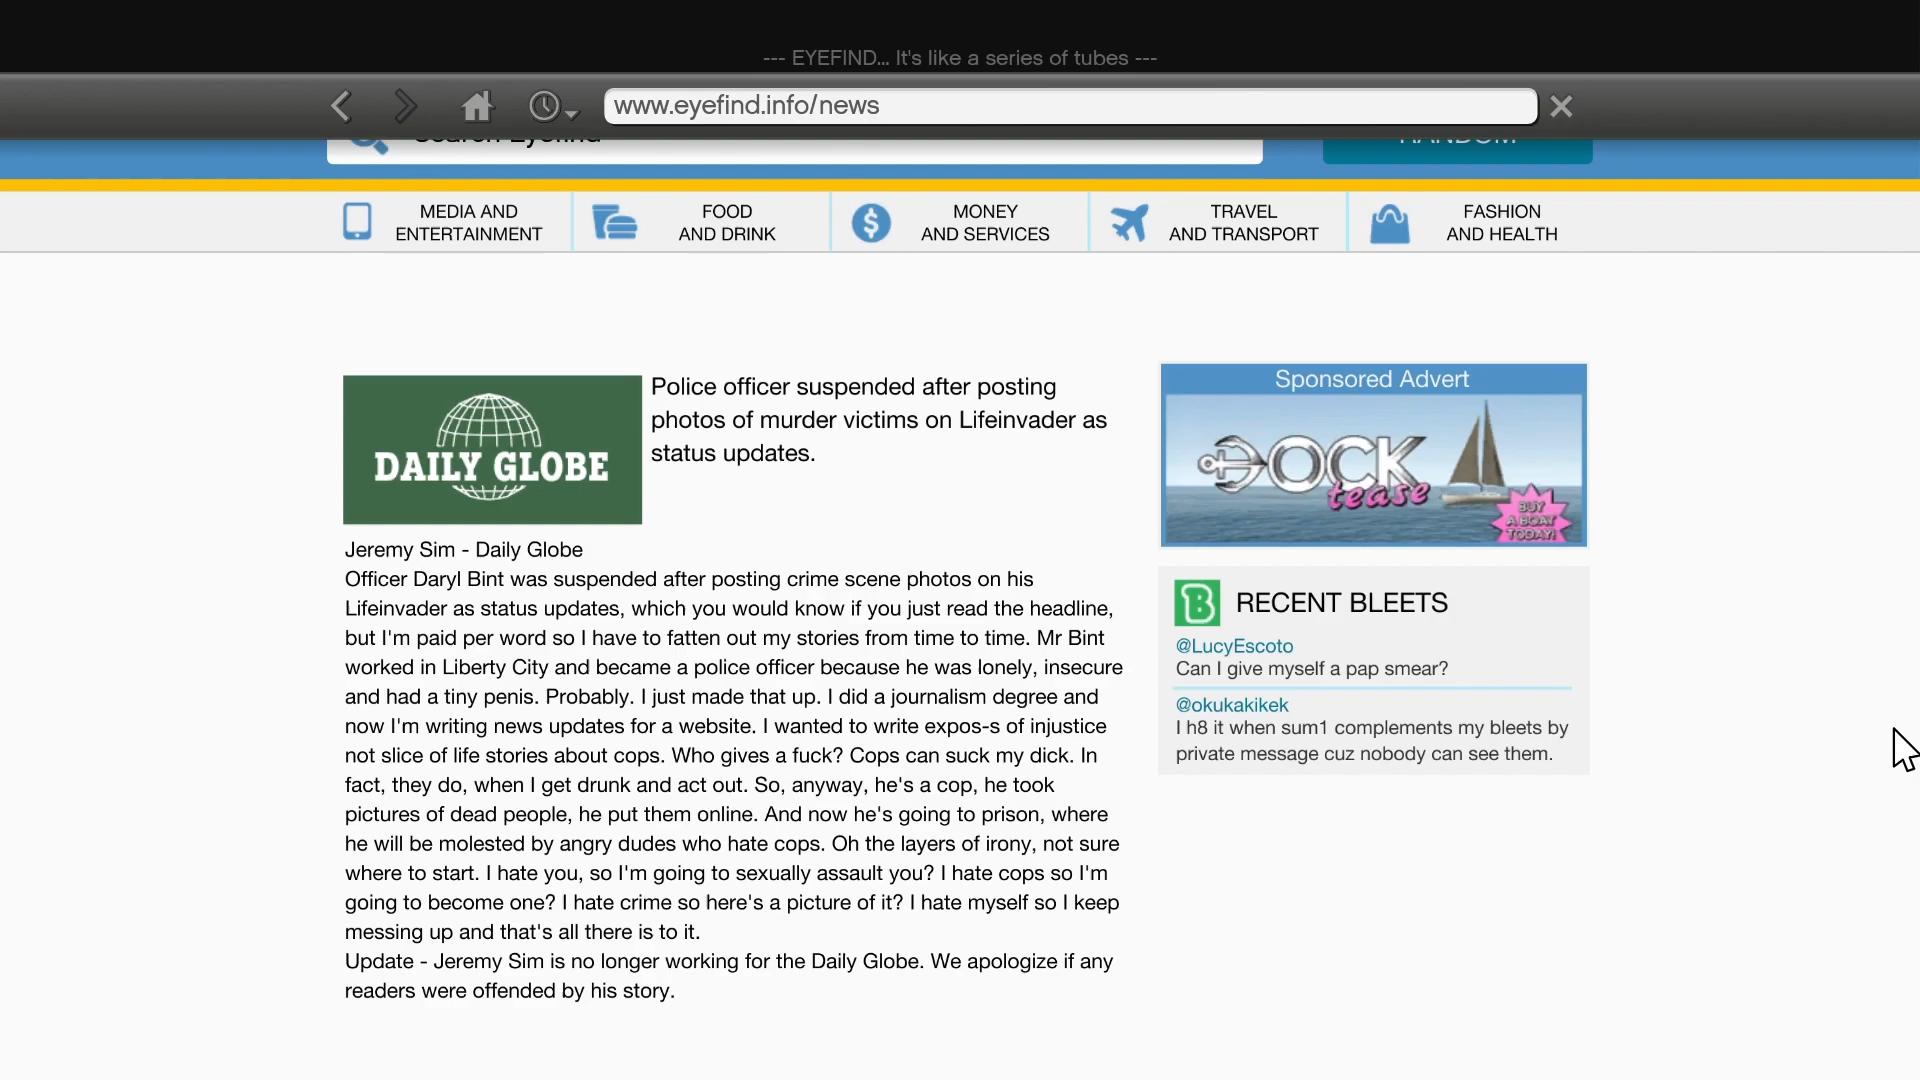 --- EYEFIND... It's like a series of tubes ---
www.eyefind.info/news
Search Eyefind
RANDOM
MEDIA AND
ENTERTAINMENT
FOOD
AND DRINK
MONEY
AND SERVICES
TRAVEL
AND TRANSPORT
FASHION
AND HEALTH
DAILY GLOBE
Police officer suspended after posting
photos of murder victims on Lifeinvader as
status updates.
Jeremy Sim - Daily Globe
Officer Daryl Bint was suspended after posting crime scene photos on his
Lifeinvader as status updates, which you would know if you just read the headline,
but I'm paid per word so I have to fatten out my stories from time to time. Mr Bint
worked in Liberty City and became a police officer because he was lonely, insecure
and had a tiny penis. Probably. I just made that up. I did a journalism degree and
now I'm writing news updates for a website. I wanted to write expos-s of injustice
not slice of life stories about cops. Who gives a fuck? Cops can suck my dick. In
fact, they do, when I get drunk and act out. So, anyway, he's a cop, he took
pictures of dead people, he put them online. And now he's going to prison, where
he will be molested by angry dudes who hate cops. Oh the layers of irony, not sure
where to start. I hate you, so I'm going to sexually assault you? I hate cops so I'm
going to become one? I hate crime so here's a picture of it? I hate myself so I keep
messing up and that's all there is to it.
Update - Jeremy Sim is no longer working for the Daily Globe. We apologize if any
readers were offended by his story.
Sponsored Advert
DOCK
tease
BUY
A BOAT
TODAY!
B RECENT BLEETS
@LucyEscoto
Can I give myself a pap smear?
@okukakikek
I h8 it when sum1 complements my bleets by
private message cuz nobody can see them.